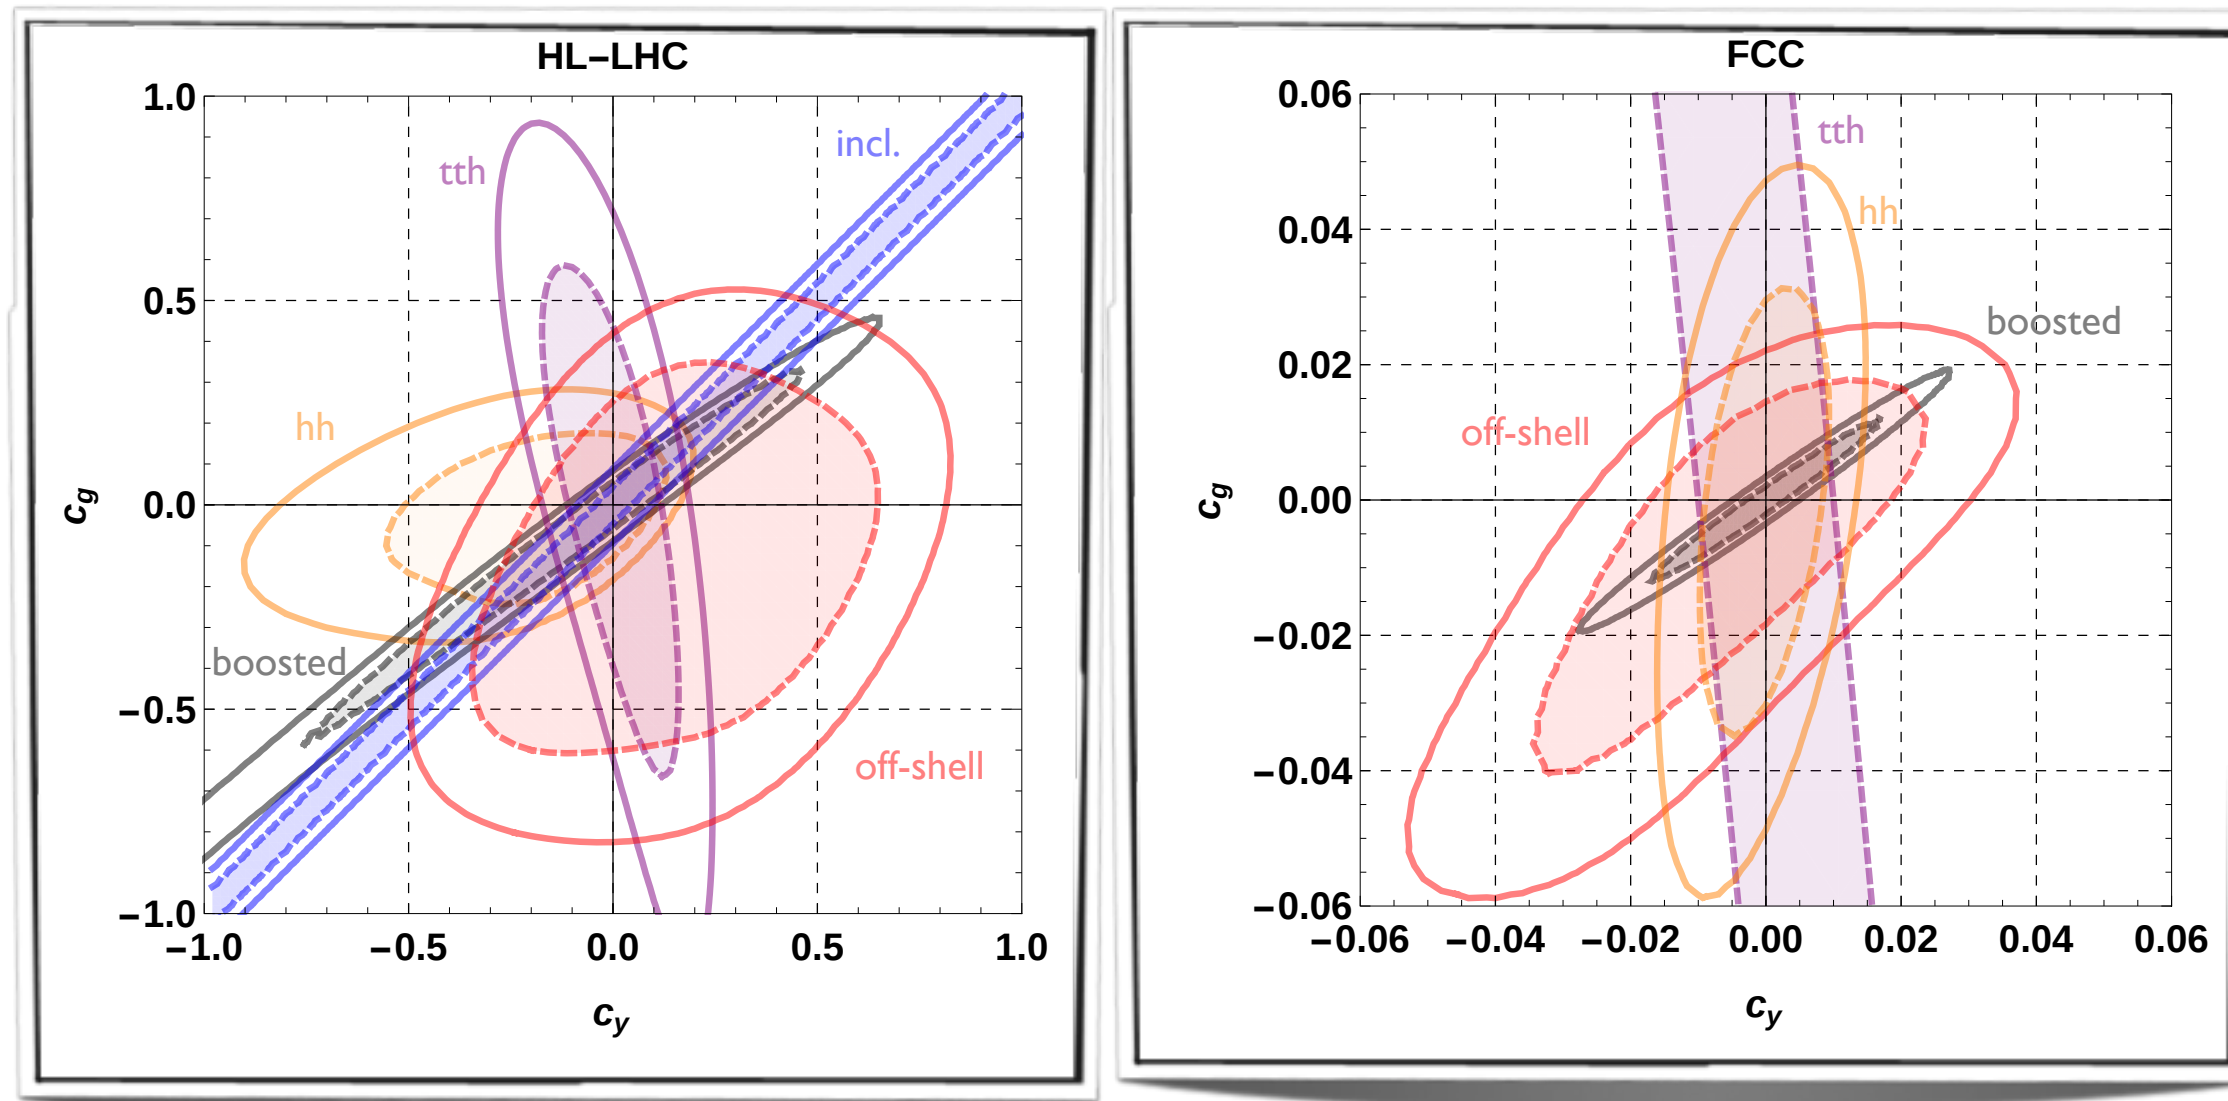 HL−LHC
1.0
0.5
0.0
−0.5
−1.0
−1.0 −0.5 0.0 0.5 1.0
c_g
c_y
tth
incl.
hh
boosted
off-shell
FCC
0.06
0.04
0.02
0.00
−0.02
−0.04
−0.06
−0.06 −0.04 −0.02 0.00 0.02 0.04 0.06
c_g
c_y
tth
hh
boosted
off-shell